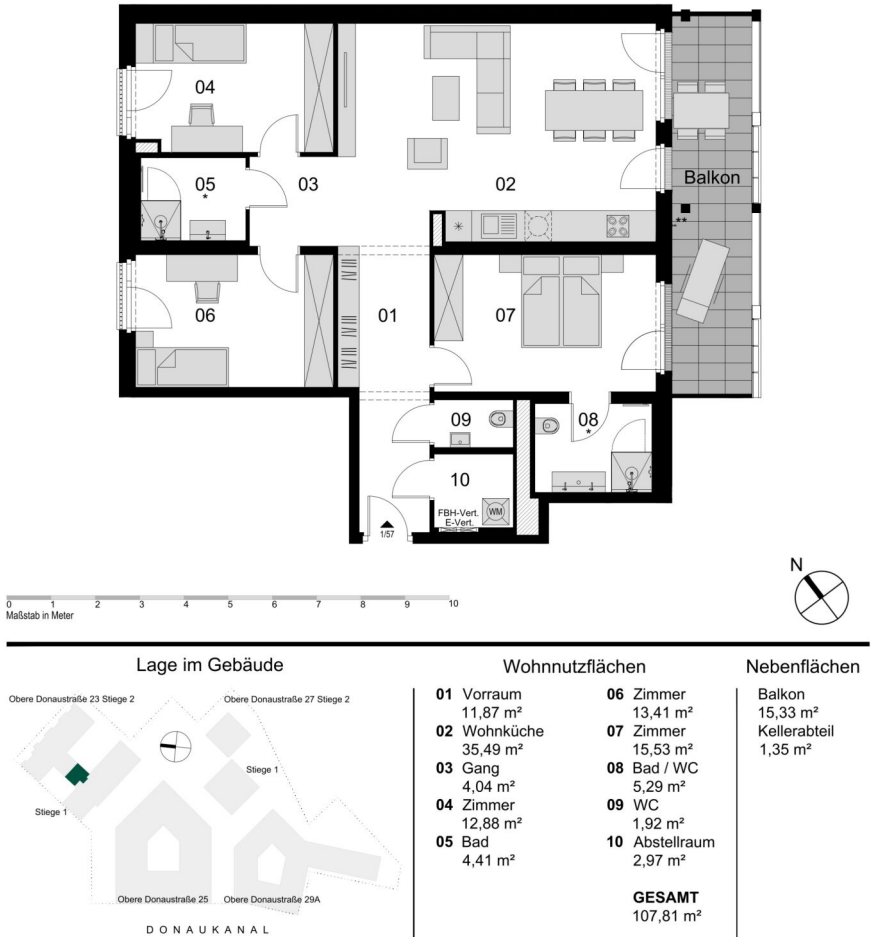 04
05
*
03
02
Balkon
**
06
01
07
09
08
*
10
FBH-Vert.
E-Vert.
WM
1/57
N
0 1 2 3 4 5 6 7 8 9 10
Maßstab in Meter
Lage im Gebäude
Obere Donaustraße 23 Stiege 2
Obere Donaustraße 27 Stiege 2
Stiege 1
Stiege 1
Obere Donaustraße 25
Obere Donaustraße 29A
DONAUKANAL
Wohnnutzflächen
01 Vorraum
11,87 m²
02 Wohnküche
35,49 m²
03 Gang
4,04 m²
04 Zimmer
12,88 m²
05 Bad
4,41 m²
06 Zimmer
13,41 m²
07 Zimmer
15,53 m²
08 Bad / WC
5,29 m²
09 WC
1,92 m²
10 Abstellraum
2,97 m²
GESAMT
107,81 m²
Nebenflächen
Balkon
15,33 m²
Kellerabteil
1,35 m²